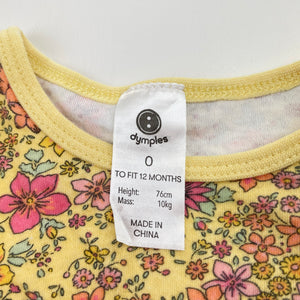 dymples
0
TO FIT 12 MONTHS
Height: 76cm
Mass: 10kg
MADE IN
CHINA